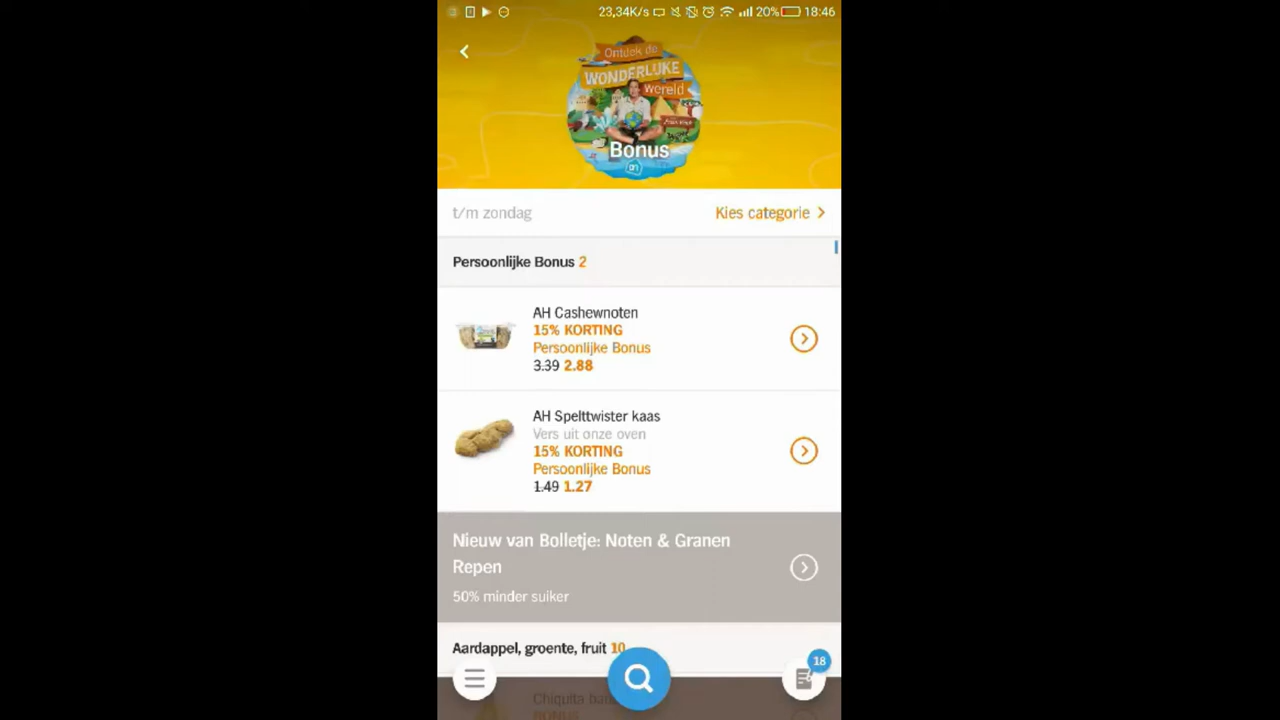 23,34K/s 20% 18:46
Ontdek de
WONDERLIJKE
wereld
Bonus
t/m zondag Kies categorie
Persoonlijke Bonus 2
AH Cashewnoten
15% KORTING
Persoonlijke Bonus
3.39 2.88
AH Spelttwister kaas
Vers uit onze oven
15% KORTING
Persoonlijke Bonus
1.49 1.27
Nieuw van Bolletje: Noten & Granen
Repen
50% minder suiker
Aardappel, groente, fruit 10
18
Chiquita
BONUS